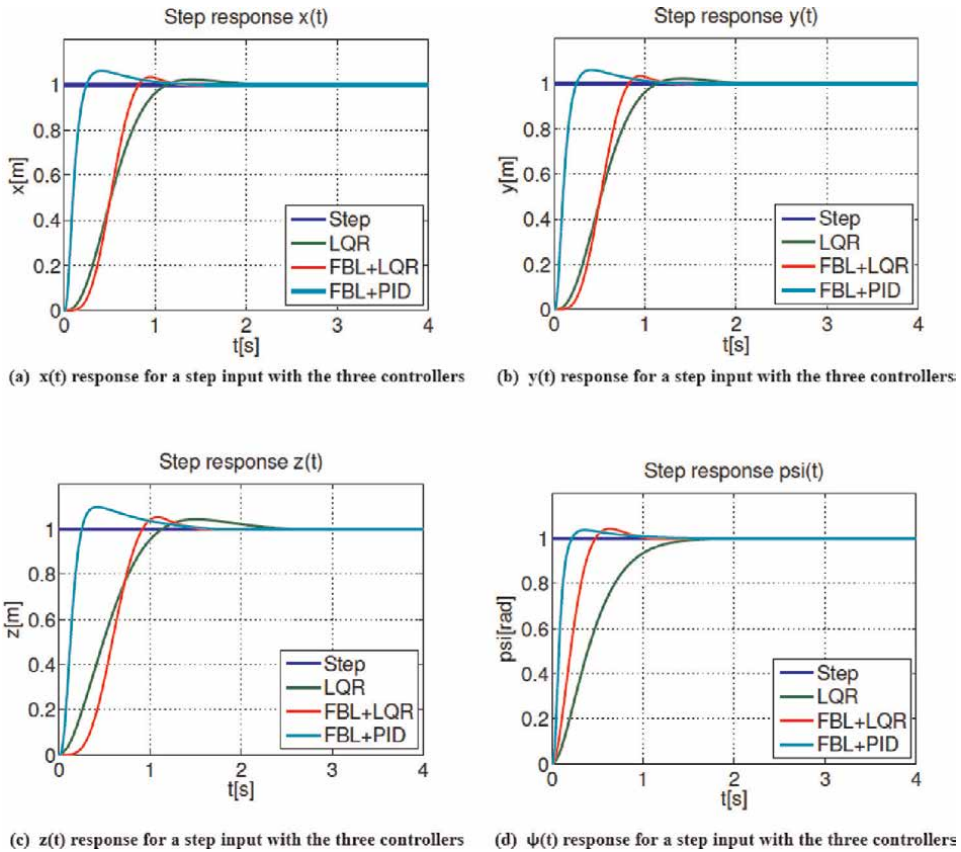 Step response x(t)
1
0.8
0.6
0.4
0.2
0
x[m]
Step
LQR
FBL+LQR
FBL+PID
0 1 2 3 4
t[s]
(a) x(t) response for a step input with the three controllers
Step response y(t)
1
0.8
0.6
0.4
0.2
0
y[m]
Step
LQR
FBL+LQR
FBL+PID
0 1 2 3 4
t[s]
(b) y(t) response for a step input with the three controllers
Step response z(t)
1
0.8
0.6
0.4
0.2
0
z[m]
Step
LQR
FBL+LQR
FBL+PID
0 1 2 3 4
t[s]
(c) z(t) response for a step input with the three controllers
Step response psi(t)
1
0.8
0.6
0.4
0.2
0
psi[rad]
Step
LQR
FBL+LQR
FBL+PID
0 1 2 3 4
t[s]
(d) ψ(t) response for a step input with the three controllers